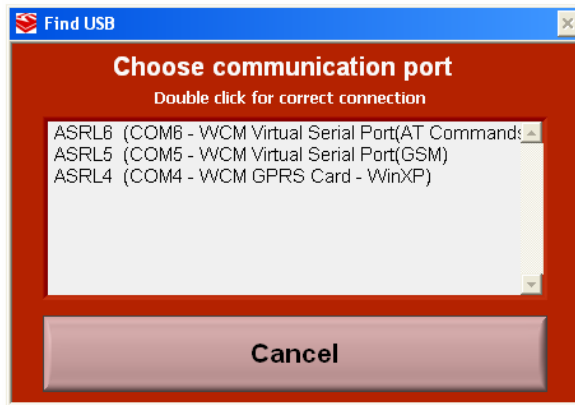 Find USB
Choose communication port
Double click for correct connection
ASRL6 (COM6 - WCM Virtual Serial Port(AT Commands
ASRL5 (COM5 - WCM Virtual Serial Port(GSM)
ASRL4 (COM4 - WCM GPRS Card - WinXP)
Cancel